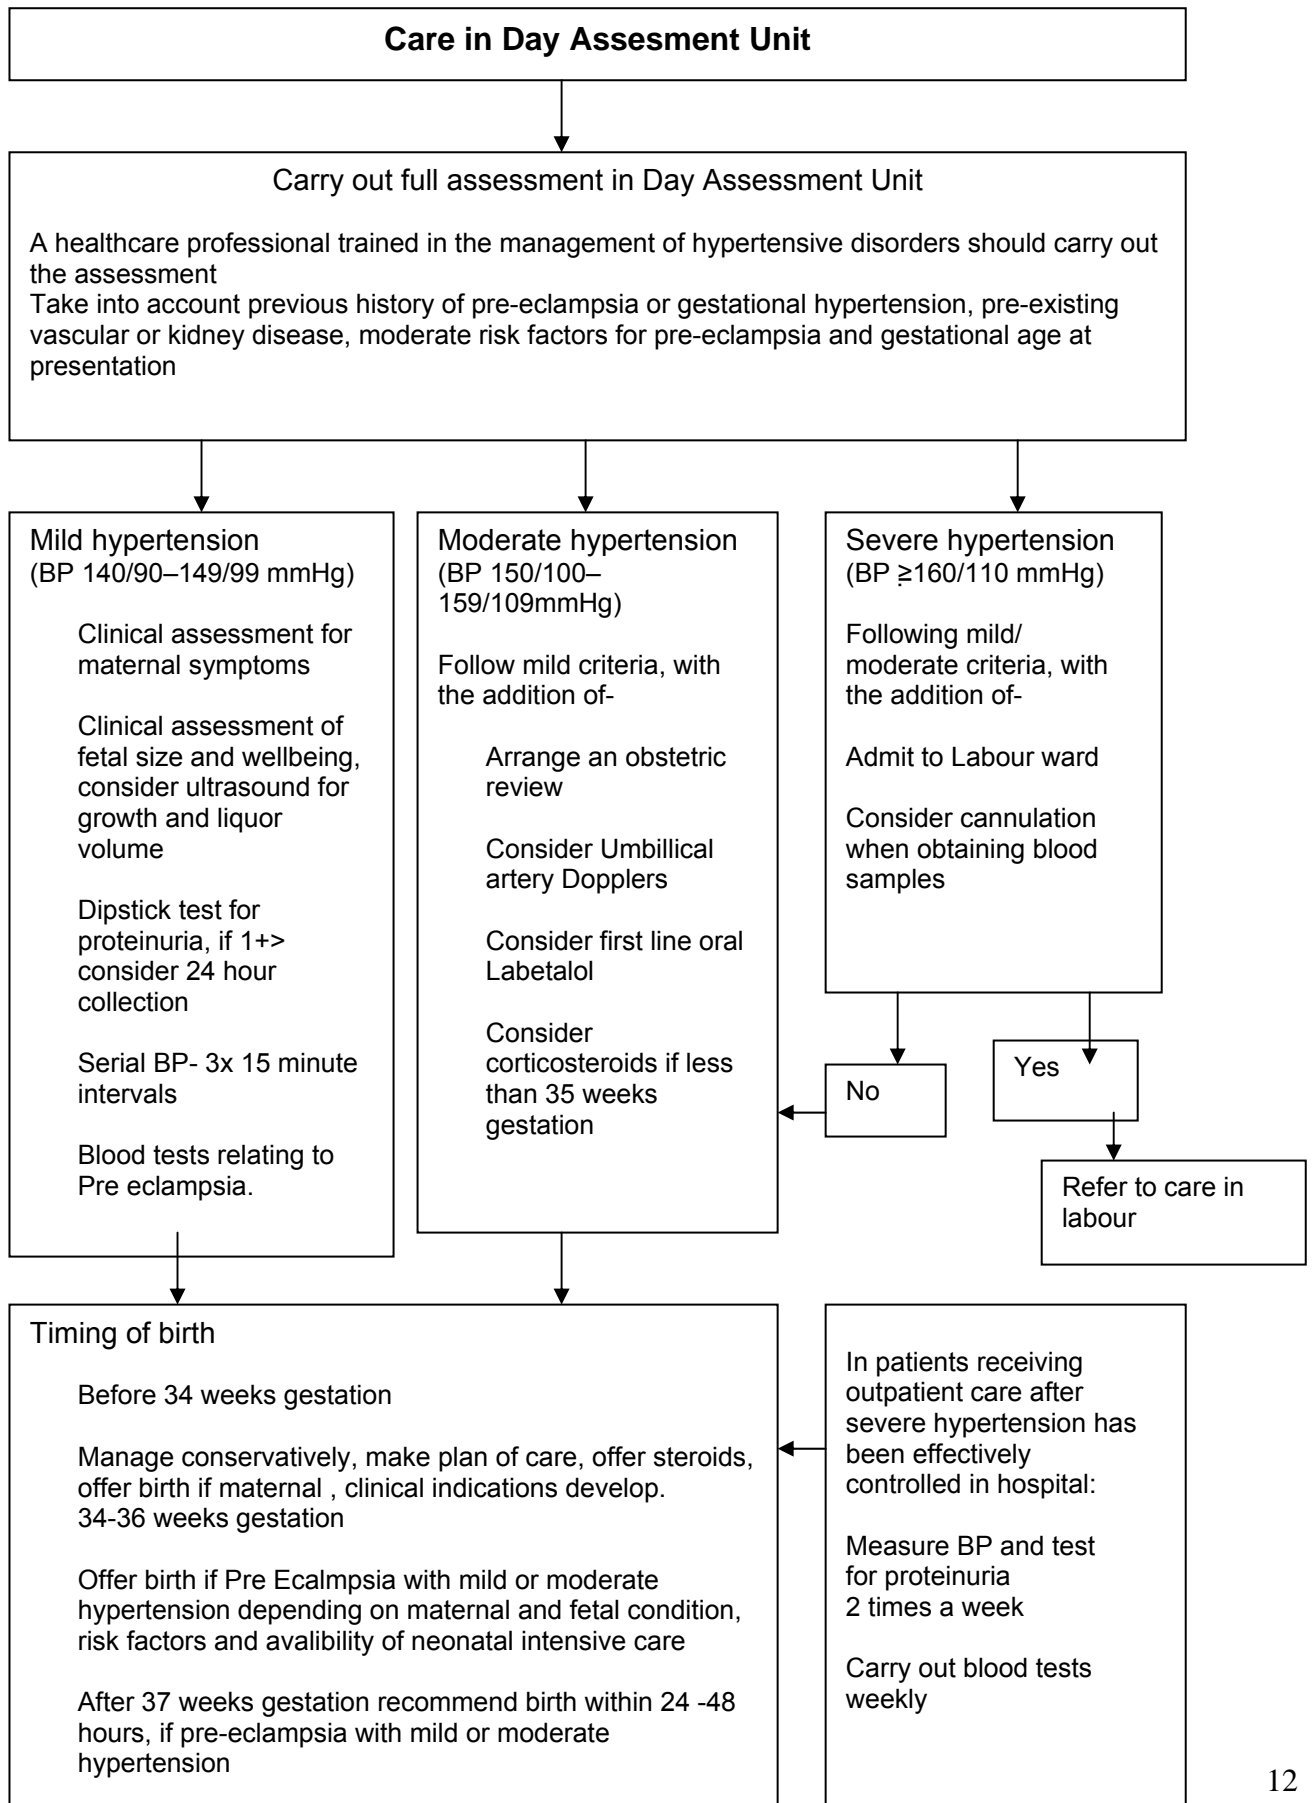 Care in Day Assesment Unit
Carry out full assessment in Day Assessment Unit
A healthcare professional trained in the management of hypertensive disorders should carry out
the assessment
Take into account previous history of pre-eclampsia or gestational hypertension, pre-existing
vascular or kidney disease, moderate risk factors for pre-eclampsia and gestational age at
presentation
Mild hypertension
(BP 140/90–149/99 mmHg)
Clinical assessment for
maternal symptoms
Clinical assessment of
fetal size and wellbeing,
consider ultrasound for
growth and liquor
volume
Dipstick test for
proteinuria, if 1+>
consider 24 hour
collection
Serial BP- 3x 15 minute
intervals
Blood tests relating to
Pre eclampsia.
Moderate hypertension
(BP 150/100–
159/109mmHg)
Follow mild criteria, with
the addition of-
Arrange an obstetric
review
Consider Umbillical
artery Dopplers
Consider first line oral
Labetalol
Consider
corticosteroids if less
than 35 weeks
gestation
Severe hypertension
(BP ≥160/110 mmHg)
Following mild/
moderate criteria, with
the addition of-
Admit to Labour ward
Consider cannulation
when obtaining blood
samples
No
Yes
Refer to care in
labour
Timing of birth
Before 34 weeks gestation
Manage conservatively, make plan of care, offer steroids,
offer birth if maternal , clinical indications develop.
34-36 weeks gestation
Offer birth if Pre Ecalmpsia with mild or moderate
hypertension depending on maternal and fetal condition,
risk factors and avalibility of neonatal intensive care
After 37 weeks gestation recommend birth within 24 -48
hours, if pre-eclampsia with mild or moderate
hypertension
In patients receiving
outpatient care after
severe hypertension has
been effectively
controlled in hospital:
Measure BP and test
for proteinuria
2 times a week
Carry out blood tests
weekly
12